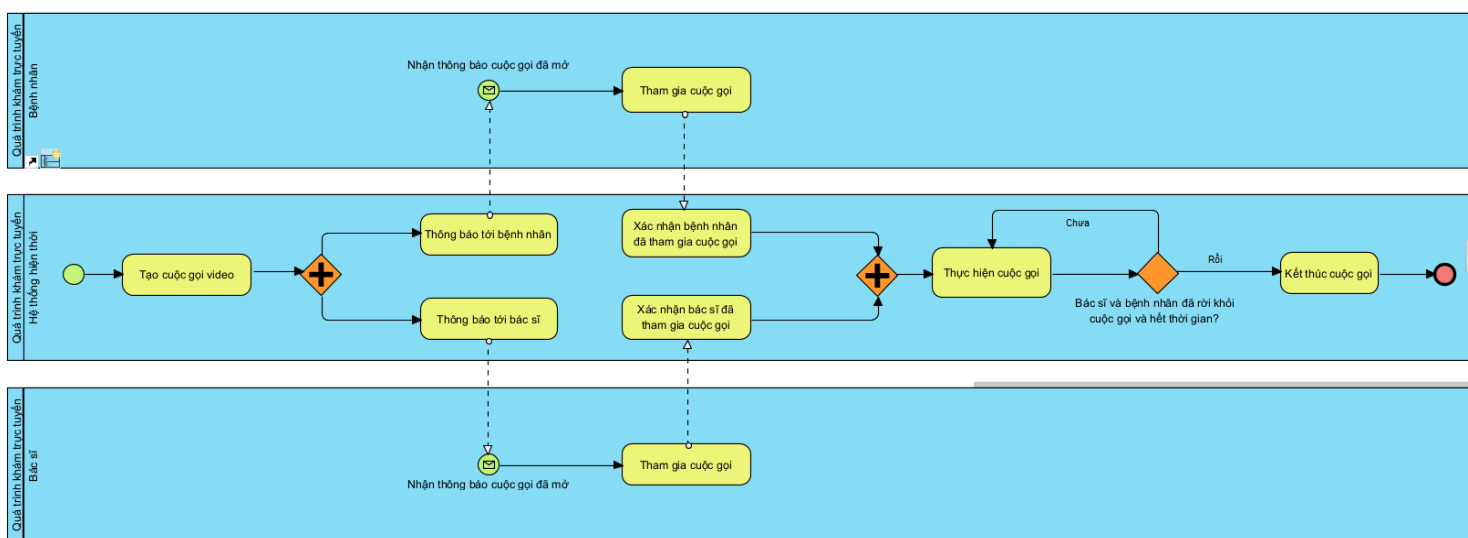 Quá trình khám trực tuyến
Bệnh nhân
Nhận thông báo cuộc gọi đã mở
Tham gia cuộc gọi
Quá trình khám trực tuyến
Hệ thống hiện thời
Tạo cuộc gọi video
Thông báo tới bệnh nhân
Thông báo tới bác sĩ
Xác nhận bệnh nhân
đã tham gia cuộc gọi
Xác nhận bác sĩ đã
tham gia cuộc gọi
Thực hiện cuộc gọi
Chưa
Bác sĩ và bệnh nhân đã rời khỏi
cuộc gọi và hết thời gian?
Rồi
Kết thúc cuộc gọi
Quá trình khám trực tuyến
Bác sĩ
Nhận thông báo cuộc gọi đã mở
Tham gia cuộc gọi